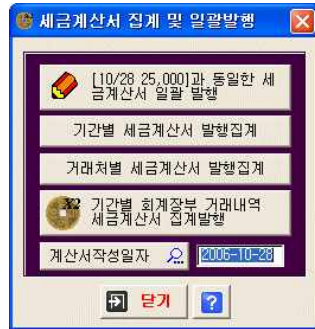 세금계산서 집계 및 일괄발행
[10/28 25,000]과 동일한 세
금계산서 일괄 발행
기간별 세금계산서 발행집계
거래처별 세금계산서 발행집계
X2
기간별 회계장부 거래내역
세금계산서 집계발행
계산서작성일자
2006-10-28
닫기
?